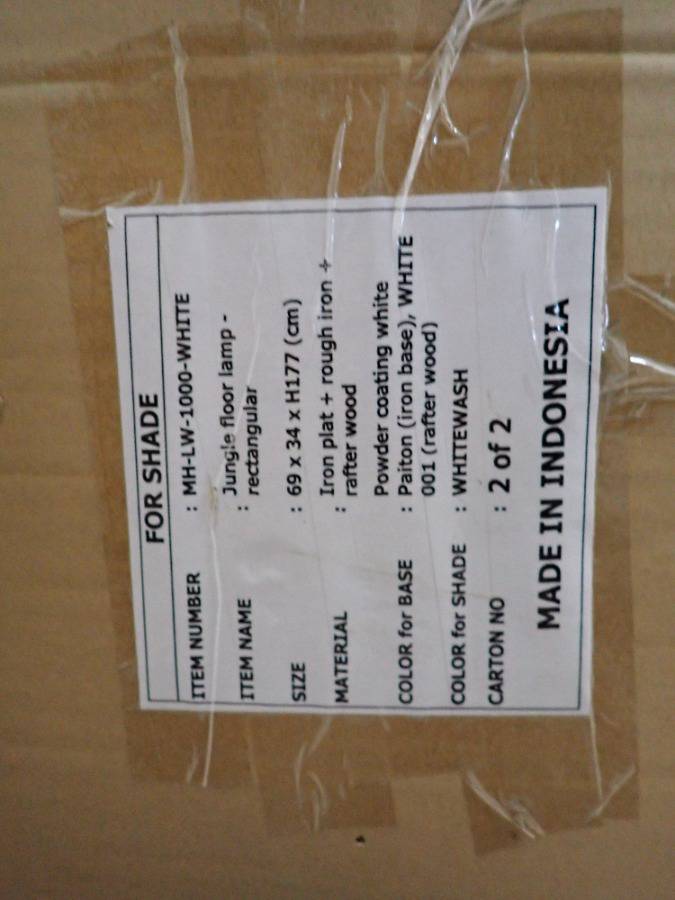 FOR SHADE
ITEM NUMBER : MH-LW-1000-WHITE
ITEM NAME : Jungle floor lamp -
rectangular
SIZE : 69 x 34 x H177 (cm)
MATERIAL : Iron plat + rough iron +
rafter wood
Powder coating white
COLOR for BASE : Paiton (iron base), WHITE
001 (rafter wood)
COLOR for SHADE : WHITEWASH
CARTON NO : 2 of 2
MADE IN INDONESIA